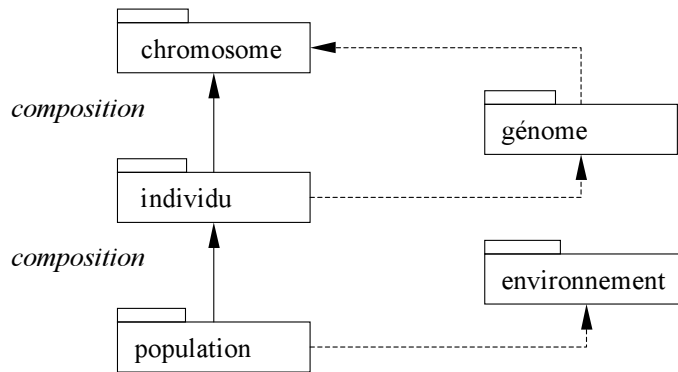 chromosome
composition
génome
individu
composition
environnement
population